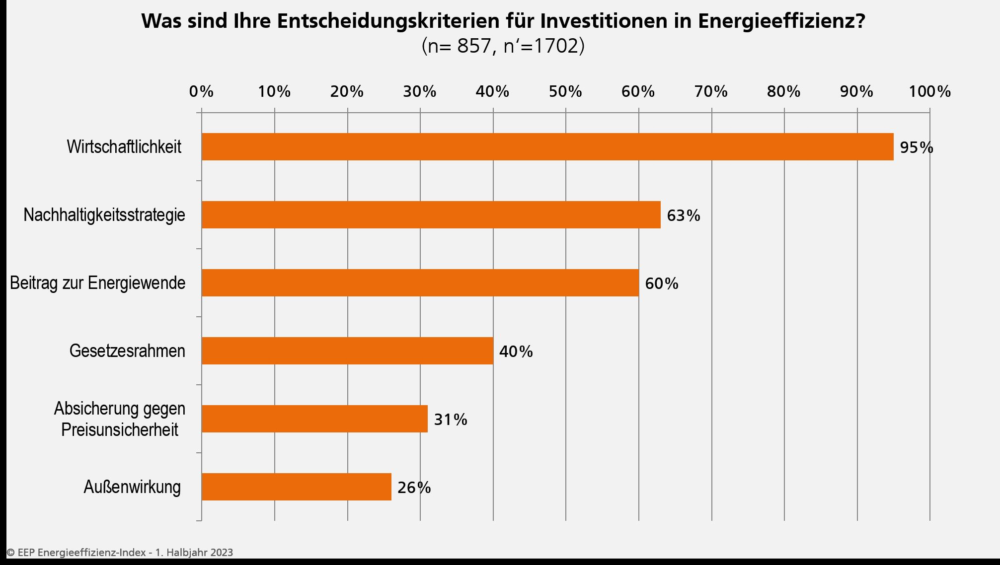 Was sind Ihre Entscheidungskriterien für Investitionen in Energieeffizienz?
(n= 857, n‘=1702)
0% 10% 20% 30% 40% 50% 60% 70% 80% 90% 100%
Wirtschaftlichkeit 95%
Nachhaltigkeitsstrategie 63%
Beitrag zur Energiewende 60%
Gesetzesrahmen 40%
Absicherung gegen
Preisunsicherheit 31%
Außenwirkung 26%
© EEP Energieeffizienz-Index - 1. Halbjahr 2023